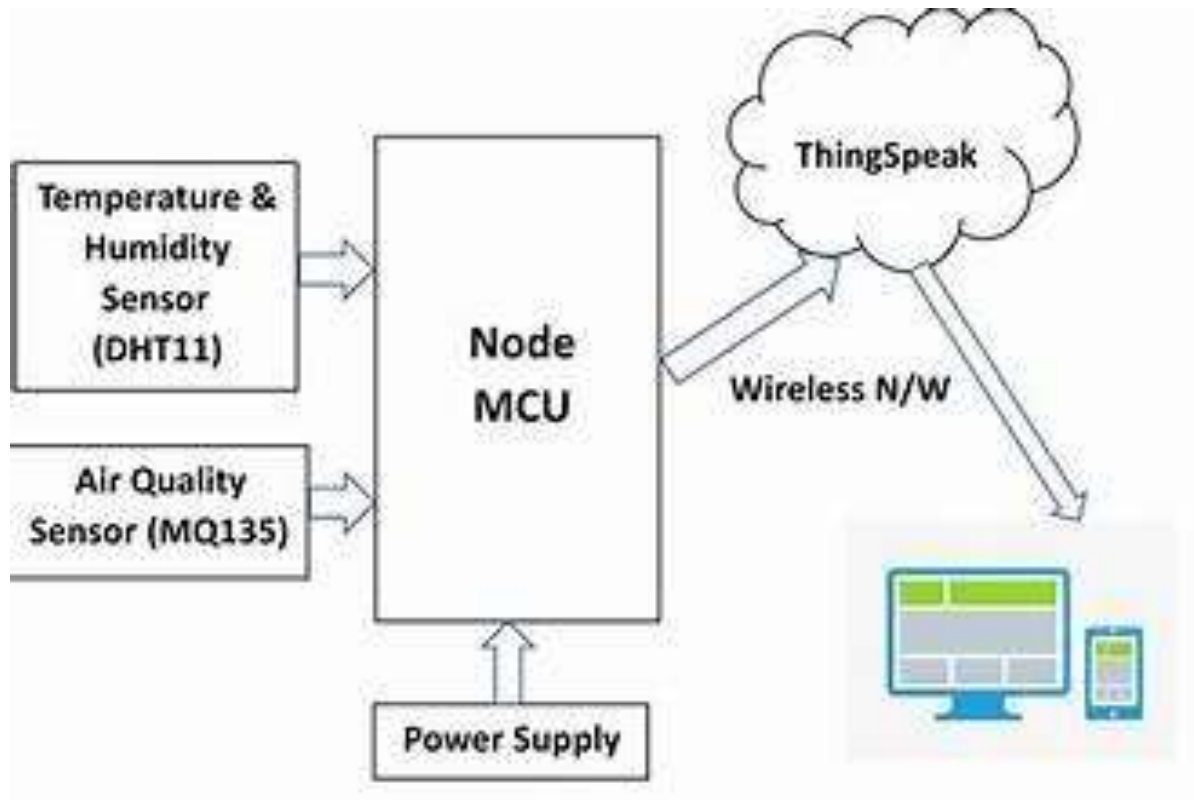 Temperature &
Humidity
Sensor
(DHT11)
Air Quality
Sensor (MQ135)
Node
MCU
Power Supply
ThingSpeak
Wireless N/W